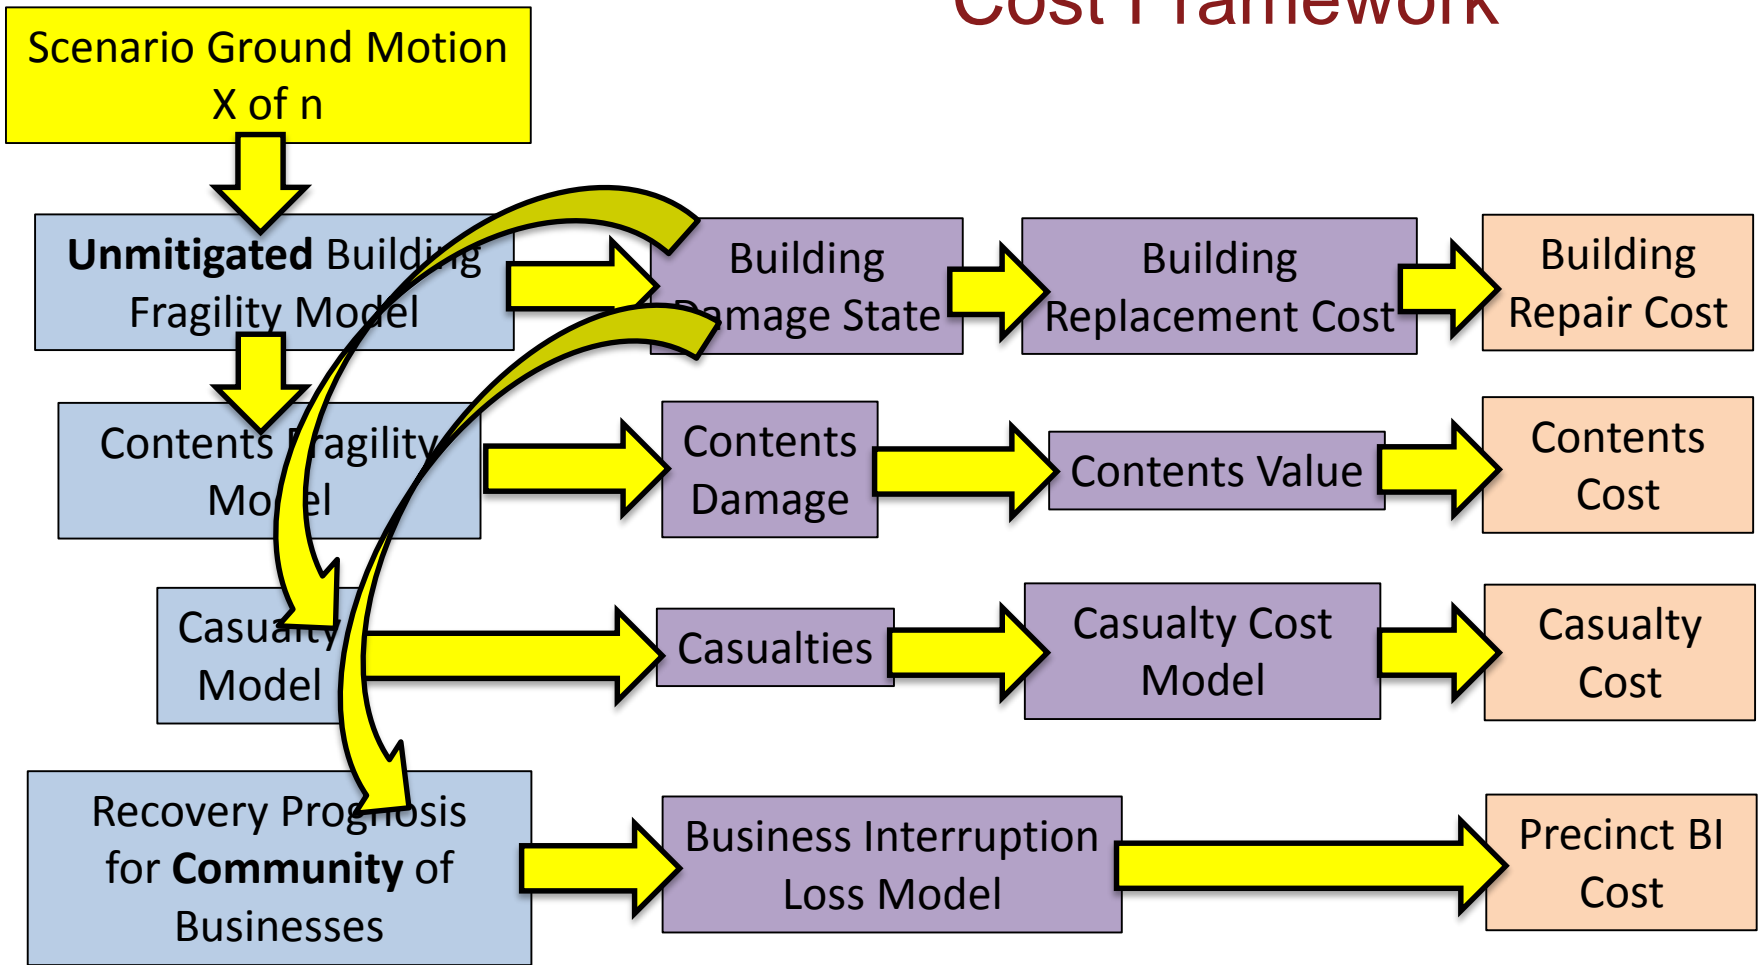 Cost Framework
Scenario Ground Motion
X of n
Unmitigated Building
Fragility Model
Building
Damage State
Building
Replacement Cost
Building
Repair Cost
Contents Fragility
Model
Contents
Damage
Contents Value
Contents
Cost
Casualty
Model
Casualties
Casualty Cost
Model
Casualty
Cost
Recovery Prognosis
for Community of
Businesses
Business Interruption
Loss Model
Precinct BI
Cost